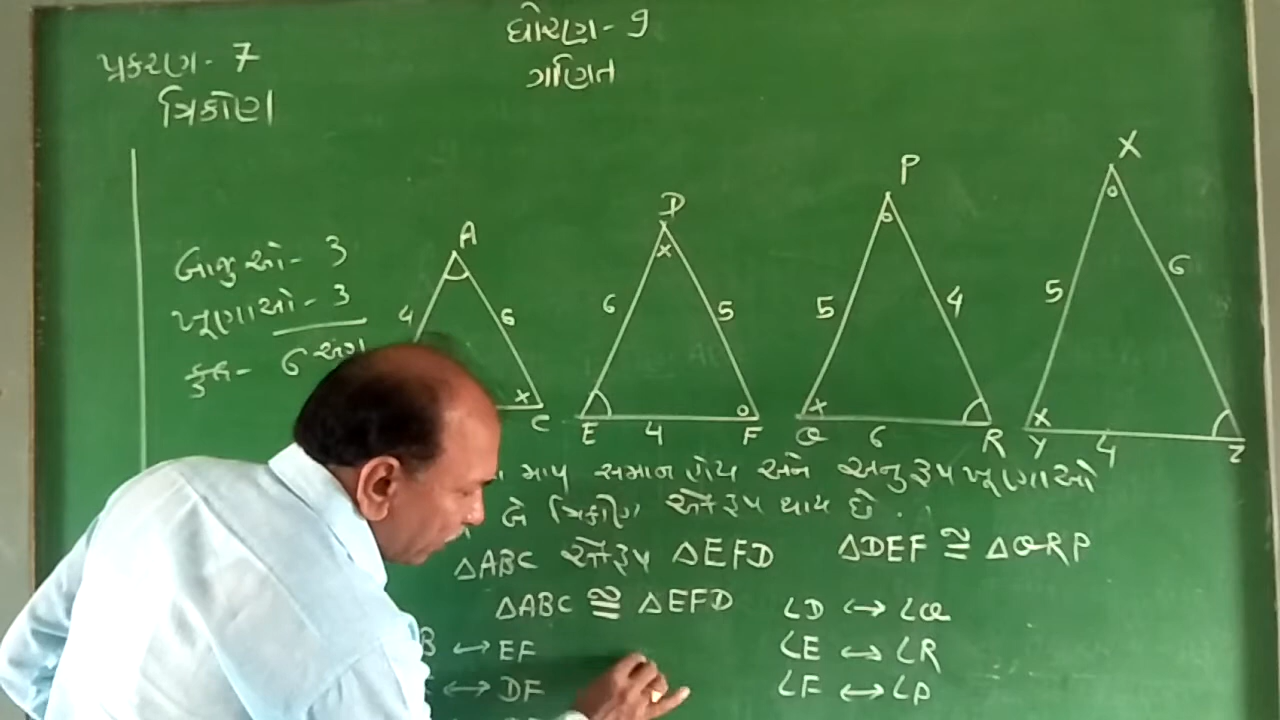 ધોરણ - 9
ગણિત
પ્રકરણ - 7
ત્રિકોણ
બાજુઓ - 3
ખૂણાઓ - 3
કુલ - 6 અંગ
A
4
6
x
C
D
x
6
5
E
4
F
P
5
4
x
Q
6
R
X
5
6
x
Y
4
Z
માપ સમાન હોય અને અનુરૂપ ખૂણાઓ
બે ત્રિકોણ એકરૂપ થાય છે.
△ABC એકરૂપ △EFD
△DEF ≅ △QRP
△ABC ≅ △EFD
∠D ↔ ∠Q
B ↔ EF
∠E ↔ ∠R
↔ DF
∠F ↔ ∠P